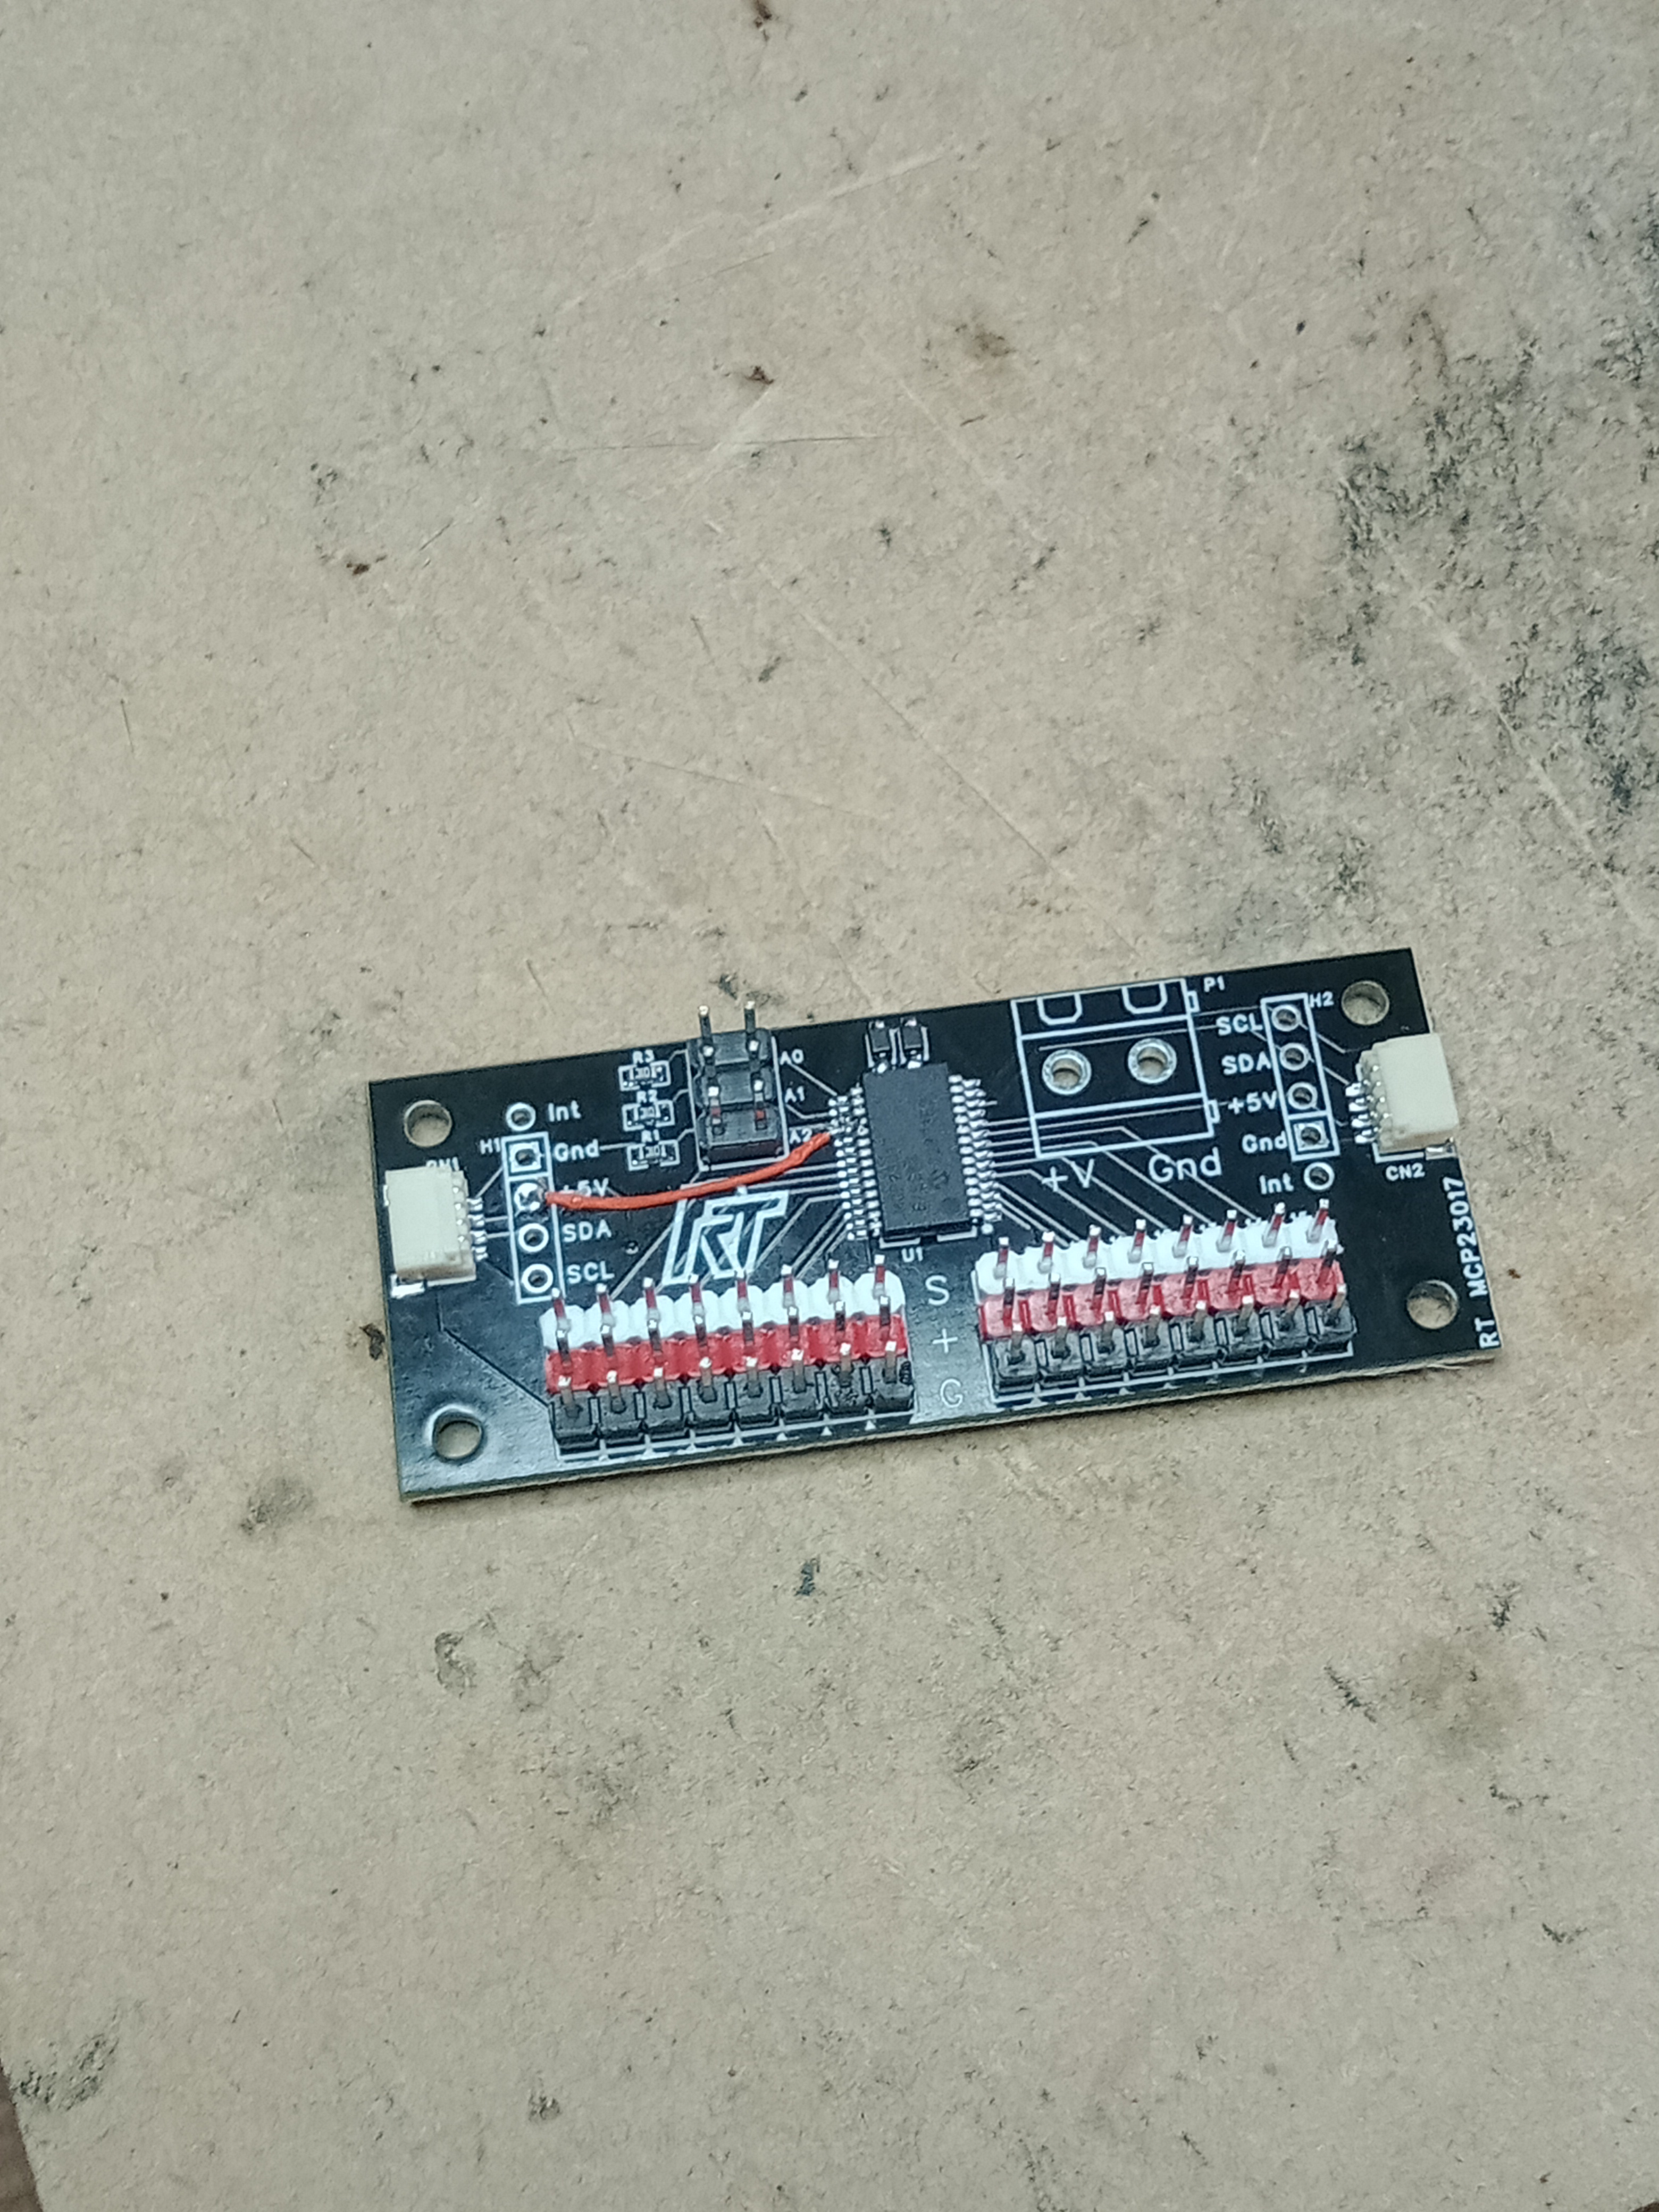 P1
H2
SCL
SDA
+5V
Gnd
Int
CN2
+V Gnd
R3
A0
R2
A1
R1
A2
Int
H1 Gnd
+5V
SDA
SCL
RT
U1
S
+
G
RT MCP23017